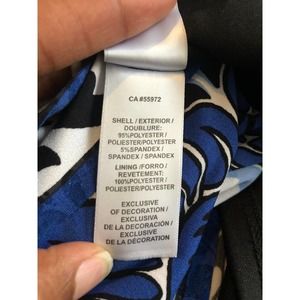 CA #55972
SHELL / EXTERIOR /
DOUBLURE:
95%POLYESTER /
POLIESTER/POLYESTER
5%SPANDEX /
SPANDEX / SPANDEX
LINING /FORRO /
REVETEMENT:
100%POLYESTER /
POLIESTER/POLYESTER
EXCLUSIVE
OF DECORATION /
EXCLUSIVA
DE LA DECORACION /
EXCLUSIVE
DE LA DÉCORATION